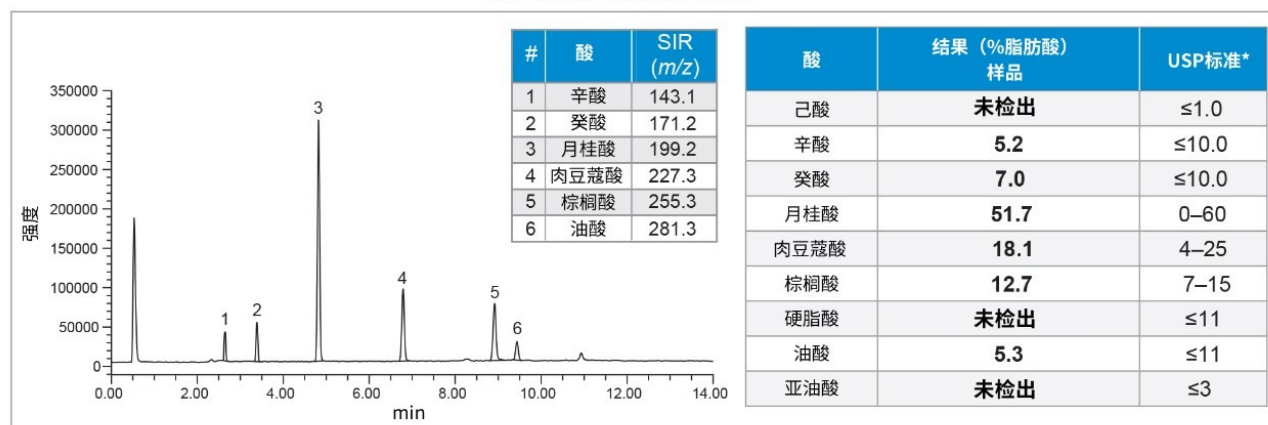 350000
300000
250000
200000
150000
100000
50000
0
强度
0.00 2.00 4.00 6.00 8.00 10.00 12.00 14.00
min
1
2
3
4
5
6
# 酸 SIR (m/z)
1 辛酸 143.1
2 癸酸 171.2
3 月桂酸 199.2
4 肉豆蔻酸 227.3
5 棕榈酸 255.3
6 油酸 281.3
酸 结果（%脂肪酸） 样品 USP标准*
己酸 未检出 ≤1.0
辛酸 5.2 ≤10.0
癸酸 7.0 ≤10.0
月桂酸 51.7 0–60
肉豆蔻酸 18.1 4–25
棕榈酸 12.7 7–15
硬脂酸 未检出 ≤11
油酸 5.3 ≤11
亚油酸 未检出 ≤3